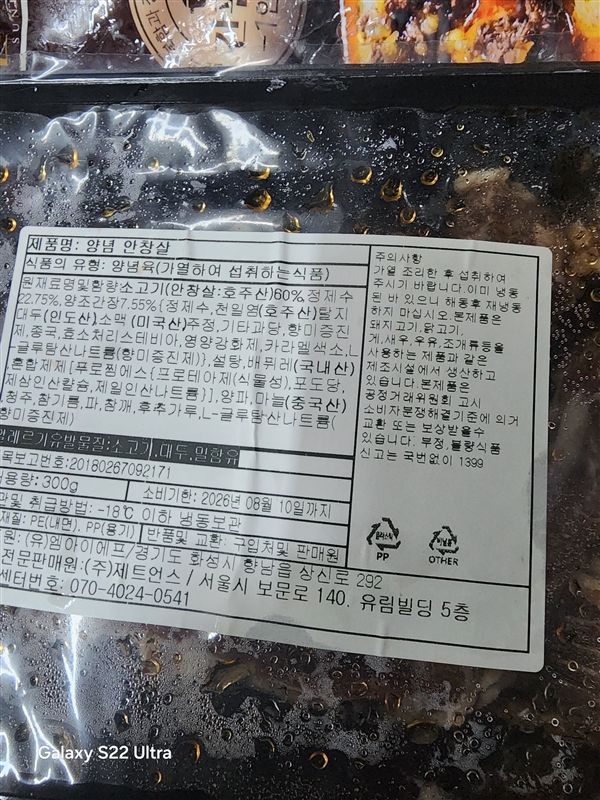 제품명: 양념 안창살
식품의 유형: 양념육(가열하여 섭취하는 식품)
원재료명및함량:소고기(안창살:호주산)60%,정제수
22.75%,양조간장7.55%{정제수,천일염(호주산)탈지
대두(인도산)소맥(미국산)주정,기타과당,향미증진
제,종국,효소처리스테비아,영양강화제,카라멜색소,L
-글루탐산나트륨(향미증진제)},설탕,배퓌레(국내산)
혼합제제[푸로찜에스{프로테아제(식물성),포도당,
제삼인산칼슘,제일인산나트륨}],양파,마늘(중국산)
,청주,참기름,파,참깨,후추가루,L-글루탐산나트륨(
향미증진제)
알레르기유발물질:소고기,대두,밀함유
목보고번호:20180267092171
용량:300g
소비기한: 2026년 08월 10일까지
관및 취급방법: -18℃ 이하 냉동보관
재질: PE(내면), PP(용기)
반품및 교환: 구입처및 판매원
원:(유)엠아이에프/경기도 화성시 향남읍 상신로 292
전문판매원:(주)제트언스/서울시 보문로 140. 유림빌딩 5층
센터번호: 070-4024-0541
주의사항
가열 조리한 후 섭취하여
주시기 바랍니다.이미 냉동
된 바 있으니 해동후 재냉동
하지 마십시오.본제품은
돼지고기,닭고기,
게,새우,우유,조개류등을
사용하는 제품과 같은
제조시설에서 생산하고
있습니다.본제품은
공정거래위원회 고시
소비자분쟁해결기준에 의거
교환 또는 보상받을수
있습니다. 부정,불량식품
신고는 국번없이 1399
플라스틱
PP
OTHER
Galaxy S22 Ultra